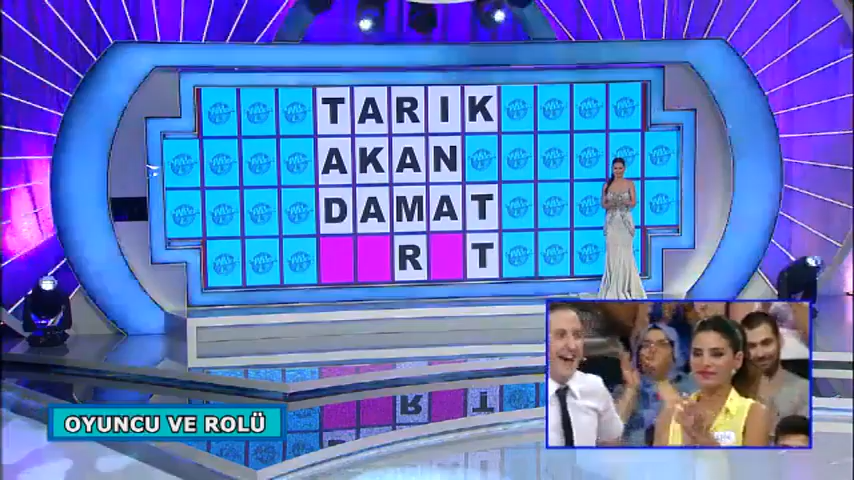 TARIK
AKAN
DAMAT
R T
OYUNCU VE ROLÜ